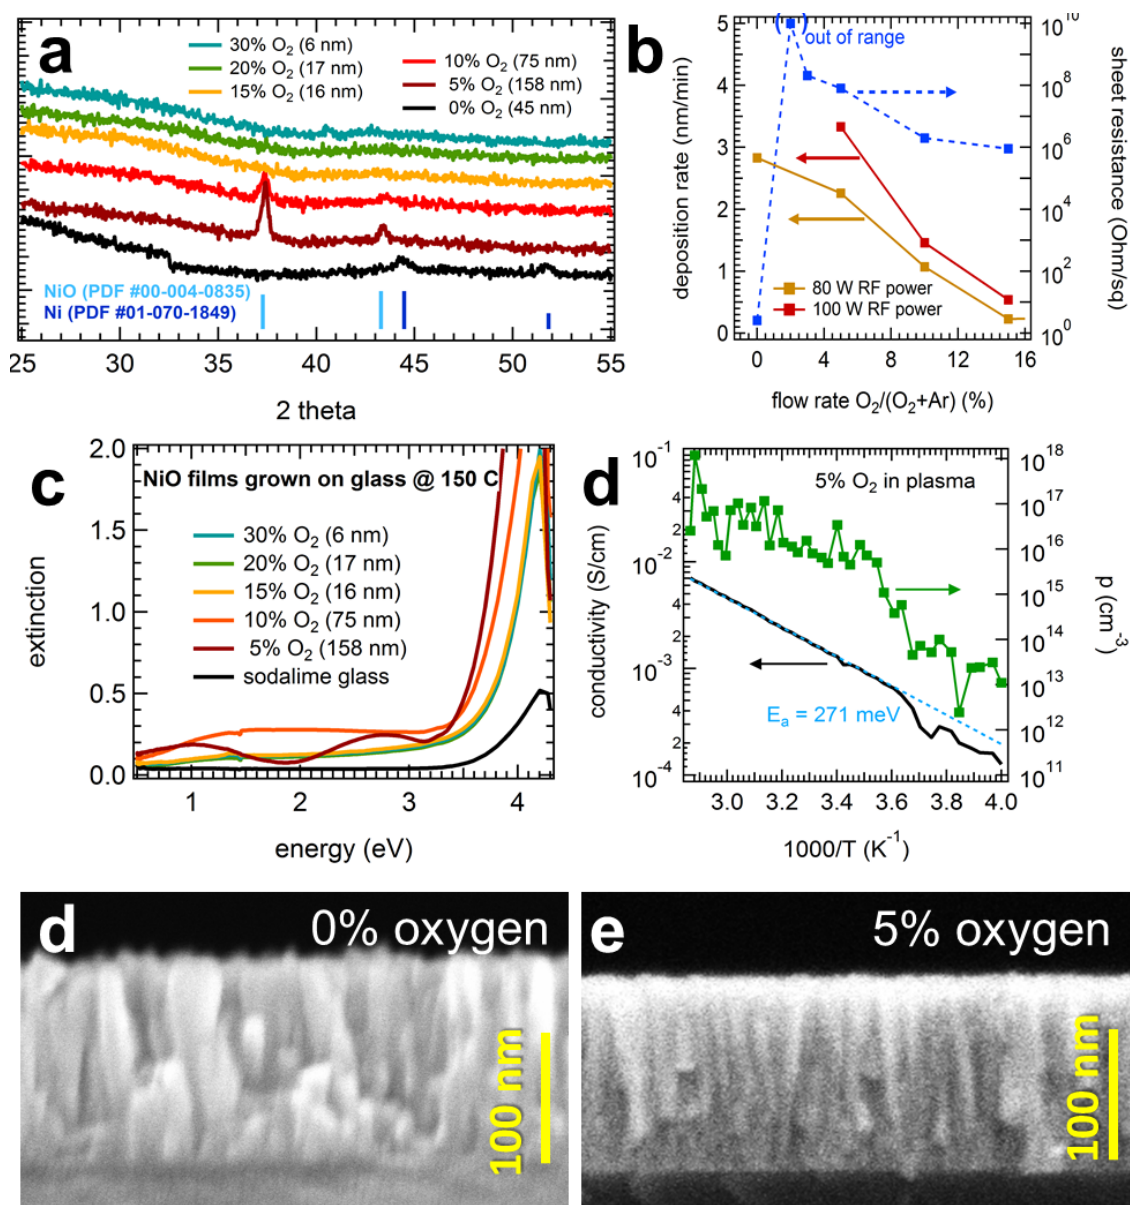 a
30% O2 (6 nm)
20% O2 (17 nm)
15% O2 (16 nm)
10% O2 (75 nm)
5% O2 (158 nm)
0% O2 (45 nm)
NiO (PDF #00-004-0835)
Ni (PDF #01-070-1849)
25 30 35 40 45 50 55
2 theta
b
( )
out of range
5
4
3
2
1
0
deposition rate (nm/min)
10^10
10^8
10^6
10^4
10^2
10^0
sheet resistance (Ohm/sq)
80 W RF power
100 W RF power
0 4 8 12 16
flow rate O2/(O2+Ar) (%)
c
NiO films grown on glass @ 150 C
30% O2 (6 nm)
20% O2 (17 nm)
15% O2 (16 nm)
10% O2 (75 nm)
5% O2 (158 nm)
sodalime glass
2.0
1.5
1.0
0.5
0.0
extinction
1 2 3 4
energy (eV)
d
5% O2 in plasma
10^-1
4
2
10^-2
4
2
10^-3
4
2
10^-4
conductivity (S/cm)
Ea = 271 meV
10^18
10^17
10^16
10^15
10^14
10^13
10^12
10^11
p (cm^-3)
3.0 3.2 3.4 3.6 3.8 4.0
1000/T (K^-1)
d
0% oxygen
100 nm
e
5% oxygen
100 nm